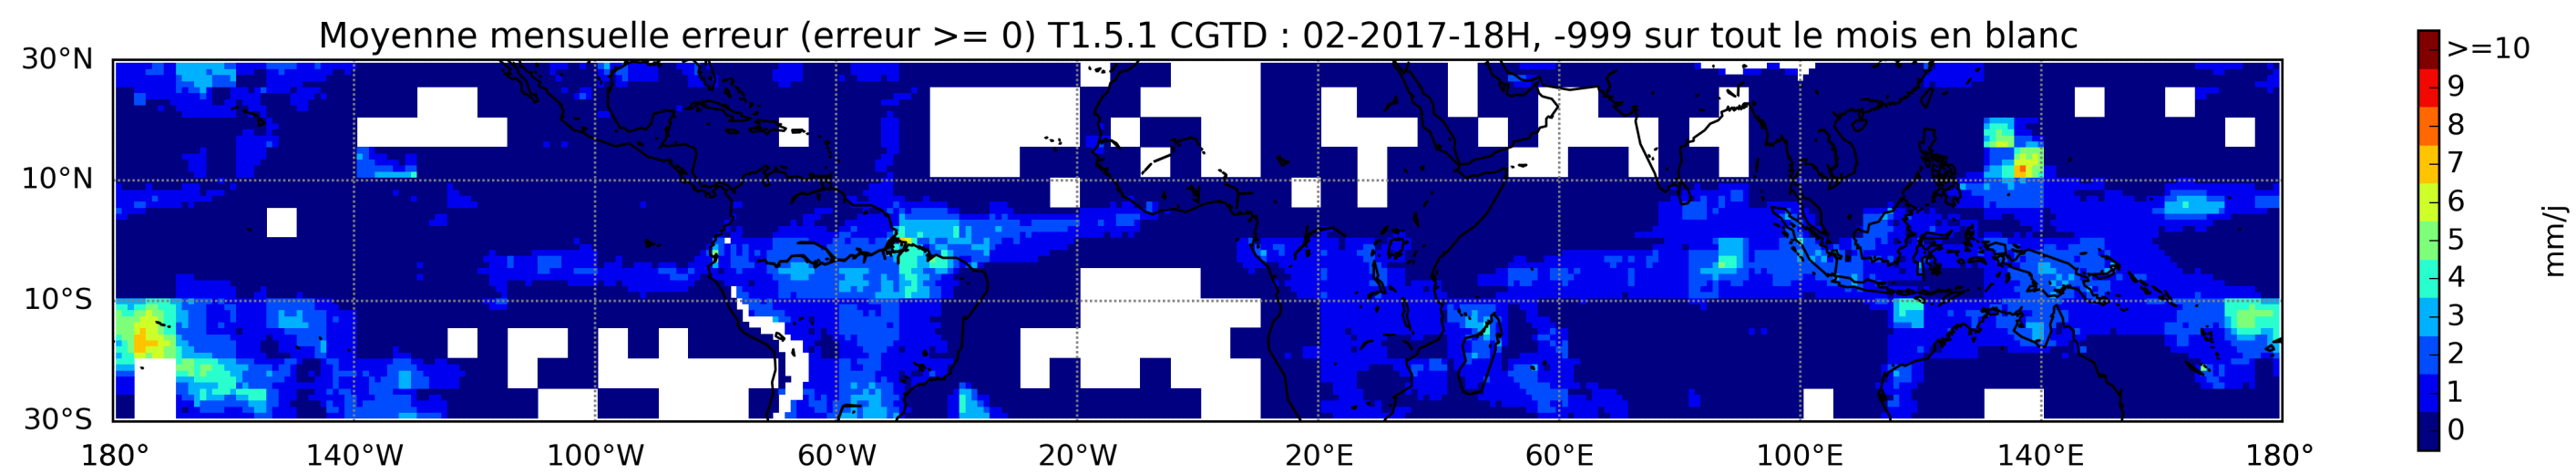 Moyenne mensuelle erreur (erreur >= 0) T1.5.1 CGTD : 02-2017-18H, -999 sur tout le mois en blanc
30°N
10°N
10°S
30°S
180° 140°W 100°W 60°W 20°W 20°E 60°E 100°E 140°E 180°
>=10
9
8
7
6
5
4
3
2
1
0
mm/j